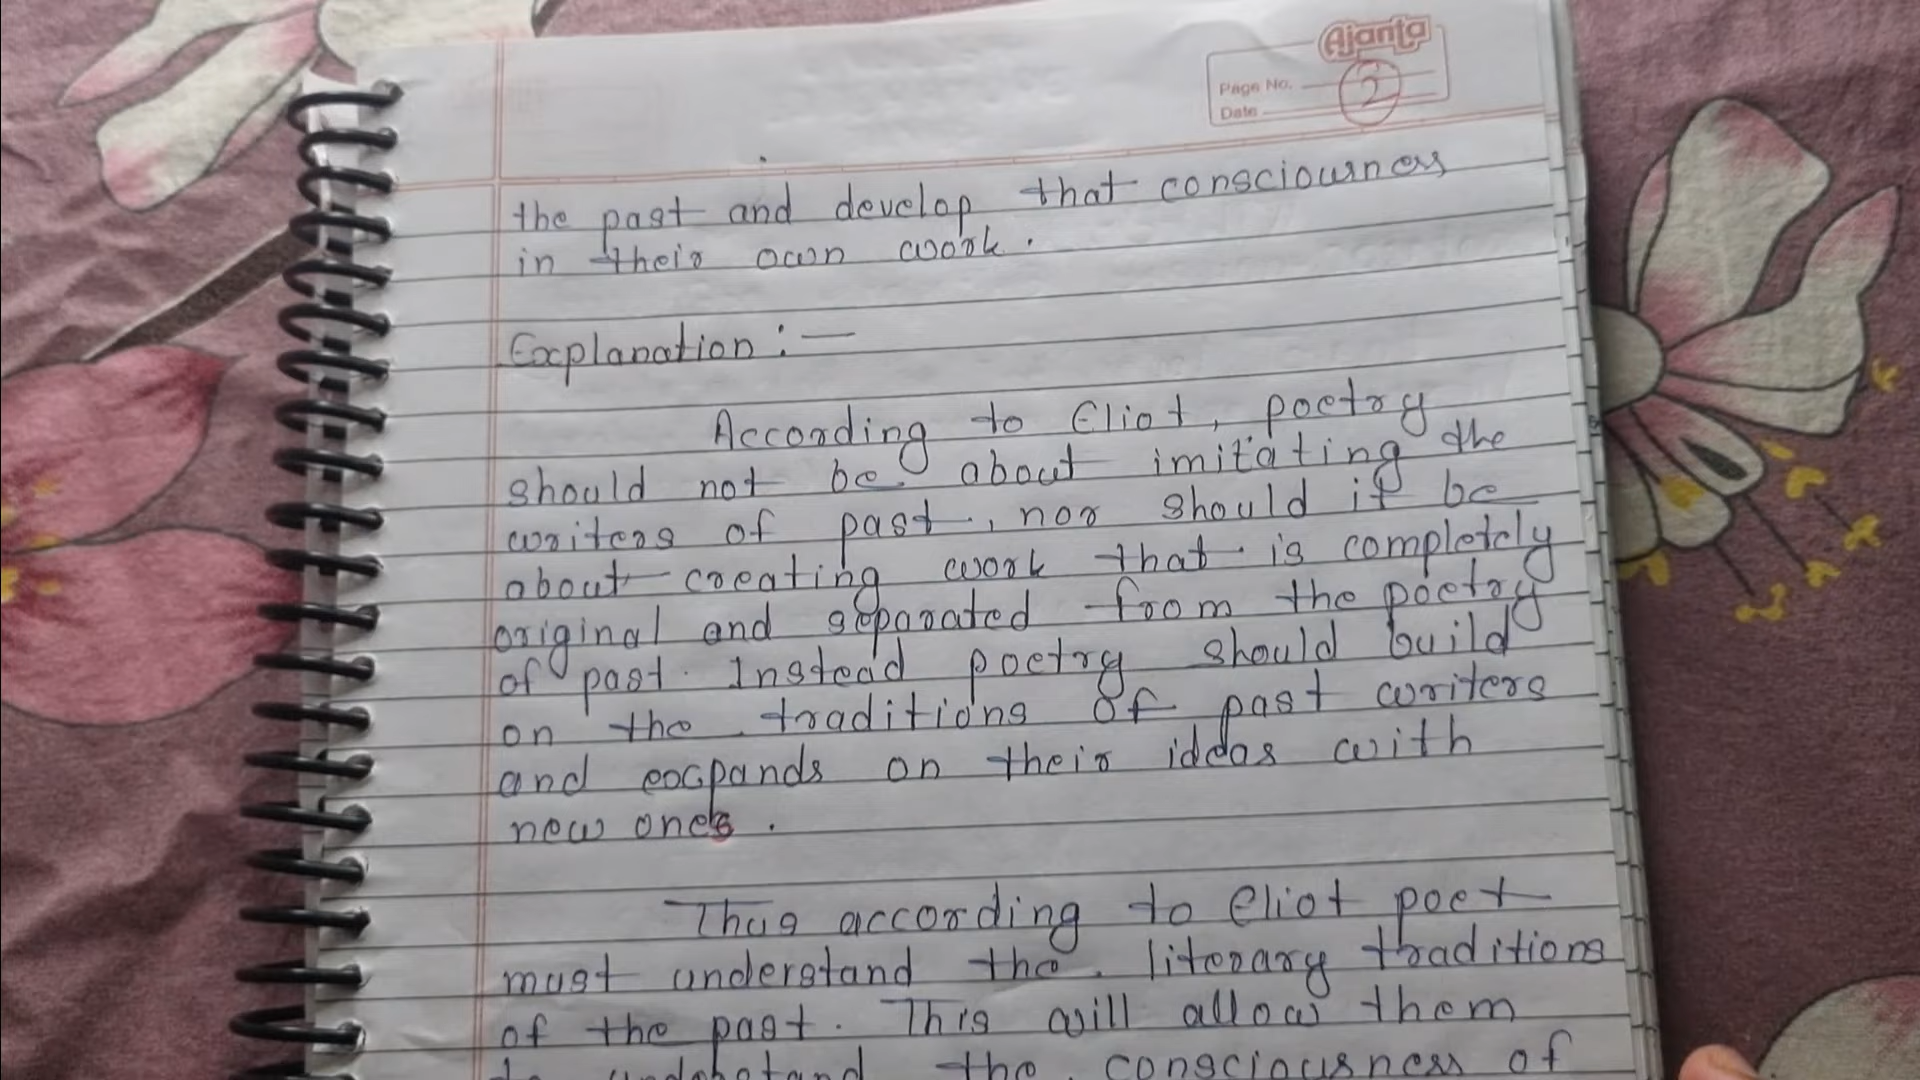 Ajanta
Page No. 2
Date
the past and develop that consciousness
in their own work.
Explanation :-
According to Eliot, poetry
should not be about imitating the
writers of past, nor should it be
about creating work that is completely
original and separated from the poetry
of past. Instead poetry should build
on the traditions of past writers
and expands on their ideas with
new ones.
Thus according to Eliot poet
must understand the literary traditions
of the past. This will allow them
the consciousness of